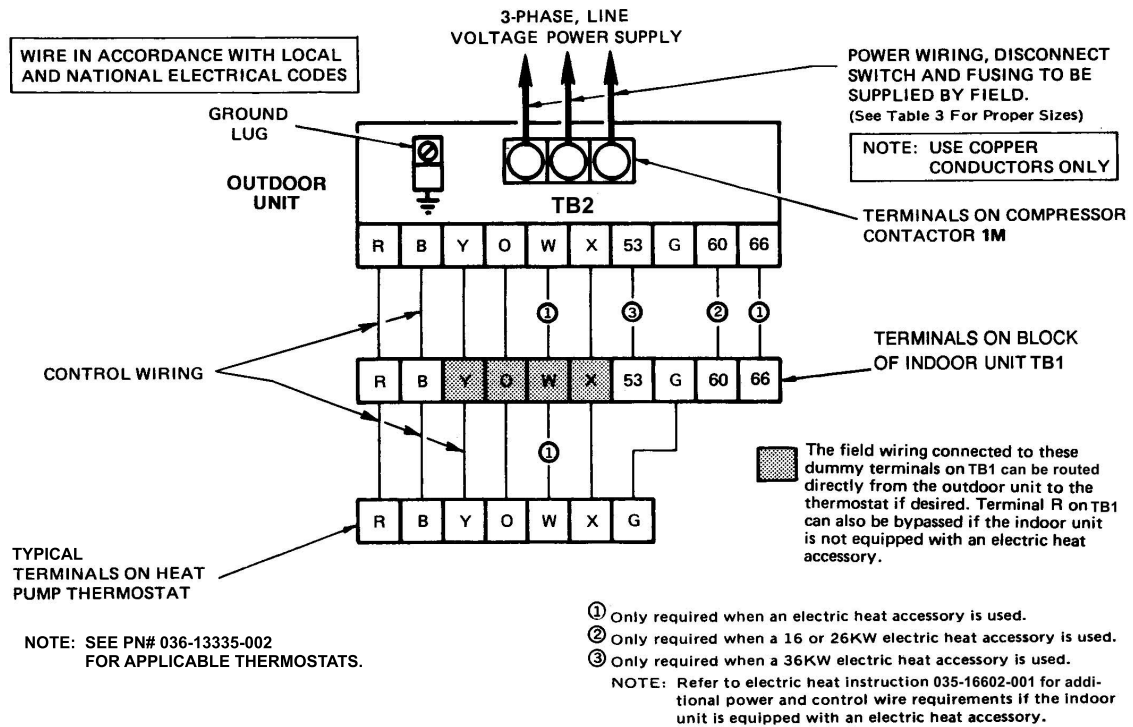 3-PHASE, LINE
VOLTAGE POWER SUPPLY
WIRE IN ACCORDANCE WITH LOCAL
AND NATIONAL ELECTRICAL CODES
POWER WIRING, DISCONNECT
SWITCH AND FUSING TO BE
SUPPLIED BY FIELD.
(See Table 3 For Proper Sizes)
GROUND
LUG
NOTE: USE COPPER
CONDUCTORS ONLY
OUTDOOR
UNIT
TB2
TERMINALS ON COMPRESSOR
CONTACTOR 1M
R B Y O W X 53 G 60 66
① ③ ② ①
TERMINALS ON BLOCK
OF INDOOR UNIT TB1
CONTROL WIRING
R B Y O W X 53 G 60 66
①
The field wiring connected to these
dummy terminals on TB1 can be routed
directly from the outdoor unit to the
thermostat if desired. Terminal R on TB1
can also be bypassed if the indoor unit
is not equipped with an electric heat
accessory.
R B Y O W X G
TYPICAL
TERMINALS ON HEAT
PUMP THERMOSTAT
NOTE: SEE PN# 036-13335-002
FOR APPLICABLE THERMOSTATS.
① Only required when an electric heat accessory is used.
② Only required when a 16 or 26KW electric heat accessory is used.
③ Only required when a 36KW electric heat accessory is used.
NOTE: Refer to electric heat instruction 035-16602-001 for addi-
tional power and control wire requirements if the indoor
unit is equipped with an electric heat accessory.